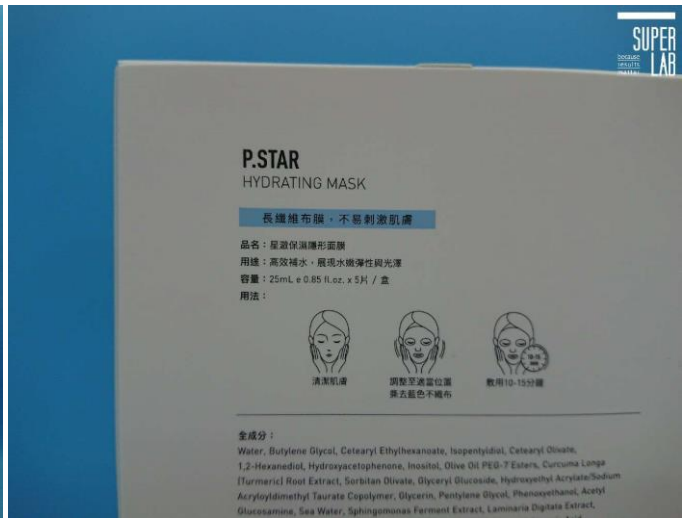 SUPER
LAB
because
results
matter
P.STAR
HYDRATING MASK
長纖維布膜，不易刺激肌膚
品名：星澈保濕隱形面膜
用途：高效補水，展現水嫩彈性與光澤
容量：25mL e 0.85 fl.oz. x 5片 / 盒
用法：
清潔肌膚
調整至適當位置
撕去藍色不織布
10-15
敷用10-15分鐘
全成分：
Water, Butylene Glycol, Cetearyl Ethylhexanoate, Isopentyldiol, Cetearyl Olivate,
1,2-Hexanediol, Hydroxyacetophenone, Inositol, Olive Oil PEG-7 Esters, Curcuma Longa
(Turmeric) Root Extract, Sorbitan Olivate, Glyceryl Glucoside, Hydroxyethyl Acrylate/Sodium
Acryloyldimethyl Taurate Copolymer, Glycerin, Pentylene Glycol, Phenoxyethanol, Acetyl
Glucosamine, Sea Water, Sphingomonas Ferment Extract, Laminaria Digitata Extract,